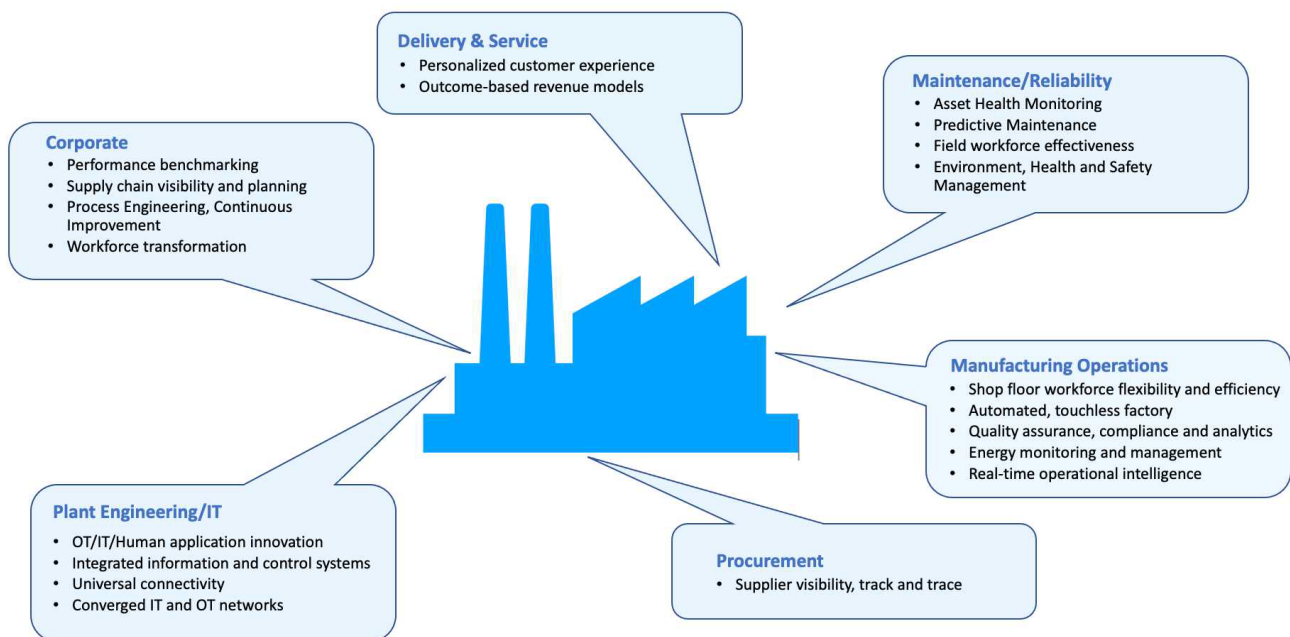 Delivery & Service
• Personalized customer experience
• Outcome-based revenue models
Maintenance/Reliability
• Asset Health Monitoring
• Predictive Maintenance
• Field workforce effectiveness
• Environment, Health and Safety
Management
Corporate
• Performance benchmarking
• Supply chain visibility and planning
• Process Engineering, Continuous
Improvement
• Workforce transformation
Manufacturing Operations
• Shop floor workforce flexibility and efficiency
• Automated, touchless factory
• Quality assurance, compliance and analytics
• Energy monitoring and management
• Real-time operational intelligence
Plant Engineering/IT
• OT/IT/Human application innovation
• Integrated information and control systems
• Universal connectivity
• Converged IT and OT networks
Procurement
• Supplier visibility, track and trace